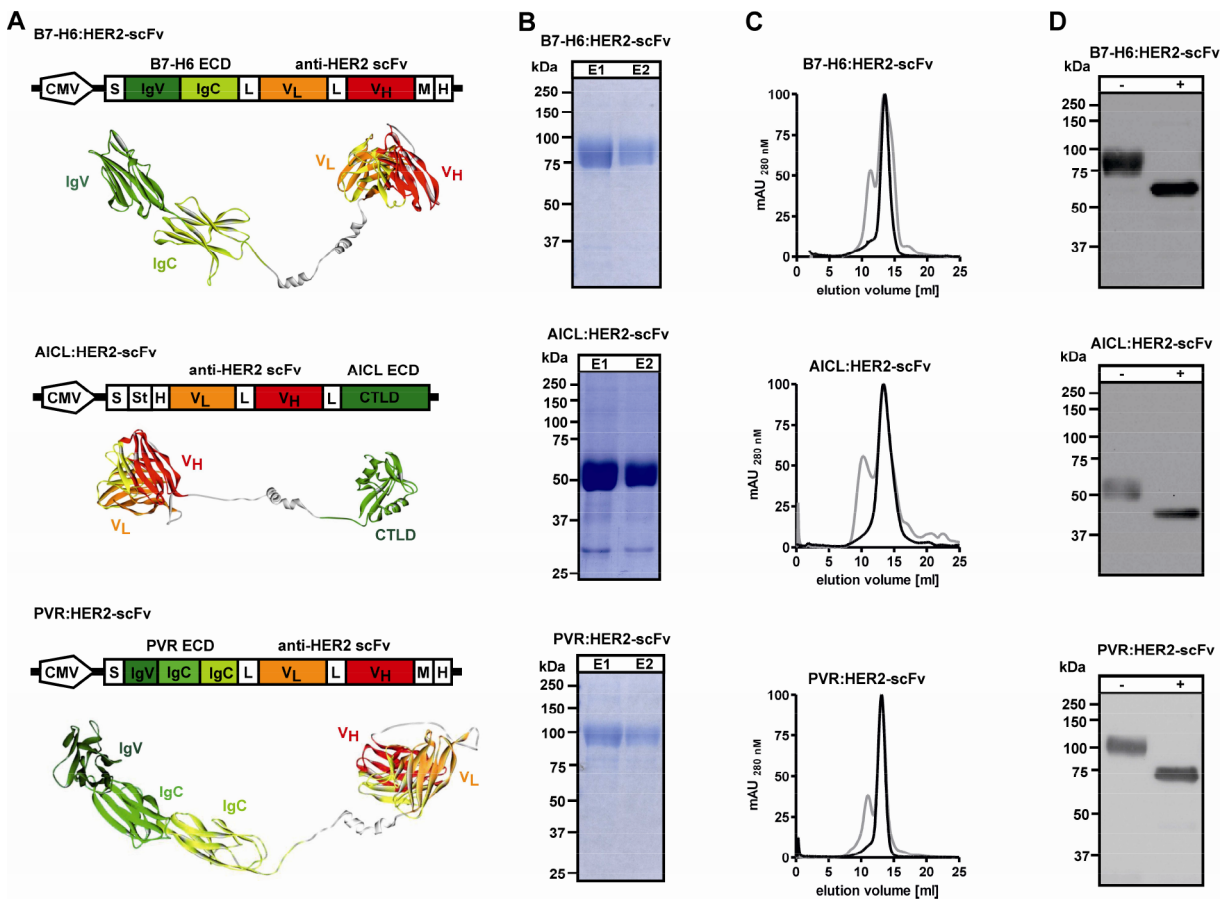 A
B7-H6:HER2-scFv
B7-H6 ECD anti-HER2 scFv
CMV S IgV IgC L VL L VH M H
IgV
IgC
VL
VH
AICL:HER2-scFv
anti-HER2 scFv AICL ECD
CMV S St H VL L VH L CTLD
VH
VL
CTLD
PVR:HER2-scFv
PVR ECD anti-HER2 scFv
CMV S IgV IgC IgC L VL L VH M H
IgV
IgC
IgC
VH
VL
B
B7-H6:HER2-scFv
kDa E1 E2
250
150
100
75
50
37
AICL:HER2-scFv
kDa E1 E2
250
150
100
75
50
37
25
PVR:HER2-scFv
kDa E1 E2
250
150
100
75
50
37
25
C
B7-H6:HER2-scFv
mAU 280 nM
100
75
50
25
0
0 5 10 15 20 25
elution volume [ml]
AICL:HER2-scFv
mAU 280 nM
100
75
50
25
0
0 5 10 15 20 25
elution volume [ml]
PVR:HER2-scFv
mAU 280 nM
100
75
50
25
0
0 5 10 15 20 25
elution volume [ml]
D
B7-H6:HER2-scFv
kDa - +
250
150
100
75
50
37
AICL:HER2-scFv
kDa - +
250
150
100
75
50
37
PVR:HER2-scFv
kDa - +
250
150
100
75
50
37